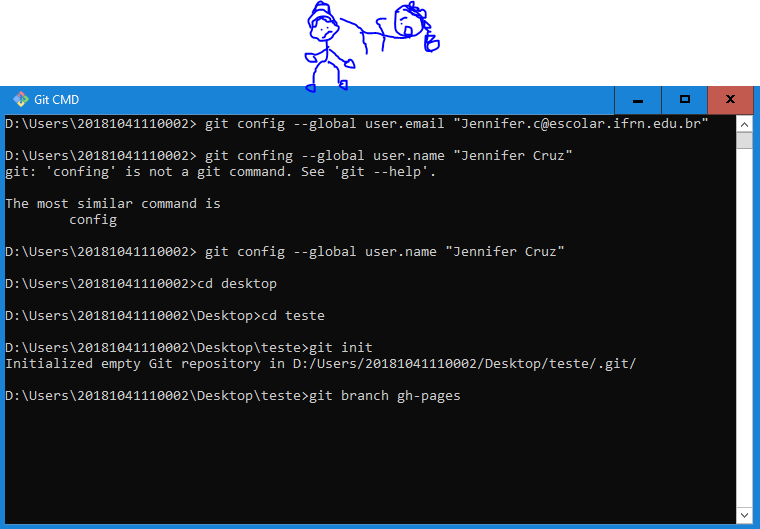 Git CMD
D:\Users\20181041110002> git config --global user.email "Jennifer.c@escolar.ifrn.edu.br"
D:\Users\20181041110002> git confing --global user.name "Jennifer Cruz"
git: 'confing' is not a git command. See 'git --help'.
The most similar command is
config
D:\Users\20181041110002> git config --global user.name "Jennifer Cruz"
D:\Users\20181041110002>cd desktop
D:\Users\20181041110002\Desktop>cd teste
D:\Users\20181041110002\Desktop\teste>git init
Initialized empty Git repository in D:/Users/20181041110002/Desktop/teste/.git/
D:\Users\20181041110002\Desktop\teste>git branch gh-pages